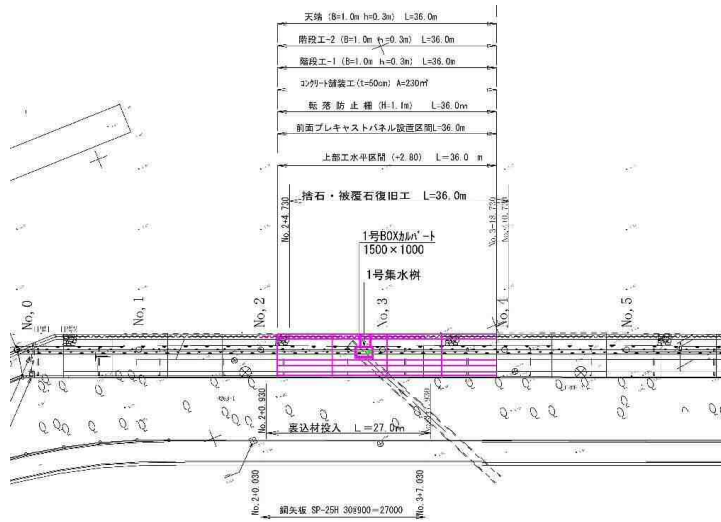 天端 (B=1.0m h=0.3m) L=36.0m
階段工-2 (B=1.0m h=0.3m) L=36.0m
階段工-1 (B=1.0m h=0.3m) L=36.0m
コンクリート舗装工(t=50cm) A=230㎡
転落防止柵 (H=1.1m) L=36.0m
前面プレキャストパネル設置区間L=36.0m
上部工水平区間 (+2.80) L=36.0 m
捨石・被覆石復旧工 L=36.0m
No.2+4.730
No.3-18.730
1号BOXカルバート
1500×1000
1号集水桝
No,0
No,1
No,2
No,3
No,4
No,5
No.2+0.930
裏込材投入 L=27.0m
No.2+0.030
No.3+7.030
鋼矢板 SP-25H 30@900=27000